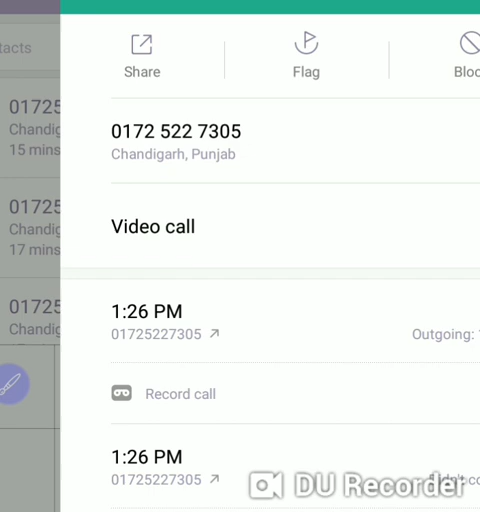 tacts
Share
Flag
Bloc
01725
Chandig
15 mins
0172 522 7305
Chandigarh, Punjab
01725
Chandig
17 mins
Video call
01725
Chandig
1:26 PM
01725227305
Outgoing:
Record call
1:26 PM
01725227305
DU Recorder